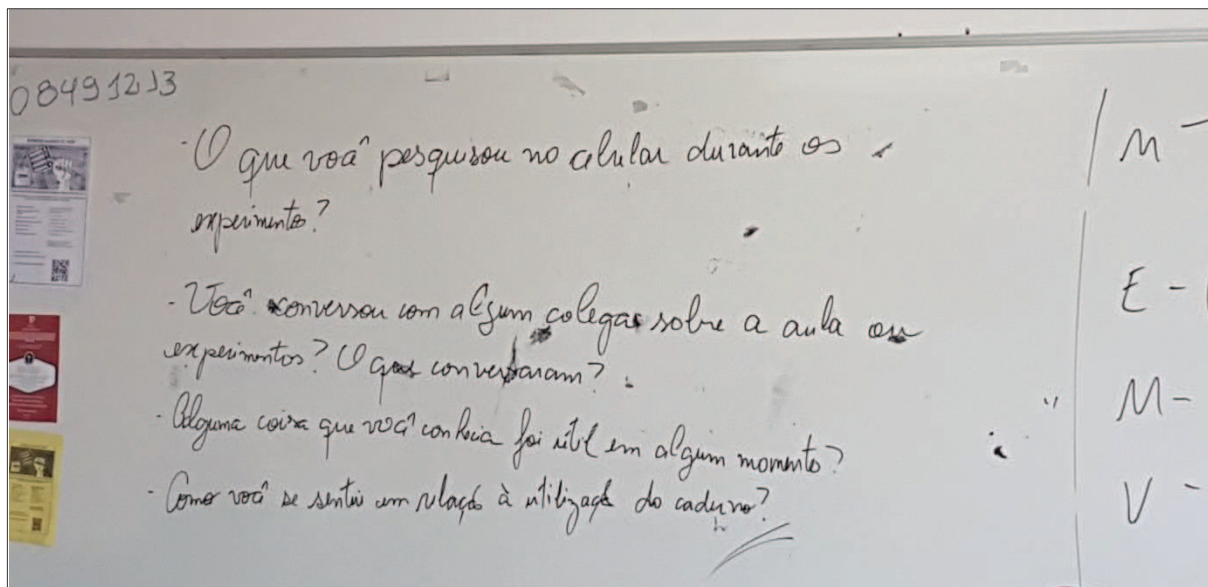 08491213
- O que você pesquisou no celular durante os
experimento?
- Você conversou com algum colegas sobre a aula ou
experimentos? O que conversaram?
- Alguma coisa que você conhecia foi útil em algum momento?
- Como você se sentiu em relação à utilização do caderno?
M -
E -
" M -
V -